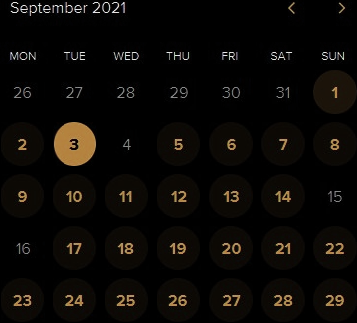 September 2021
MON TUE WED THU FRI SAT SUN
26 27 28 29 30 31 1
2 3 4 5 6 7 8
9 10 11 12 13 14 15
16 17 18 19 20 21 22
23 24 25 26 27 28 29